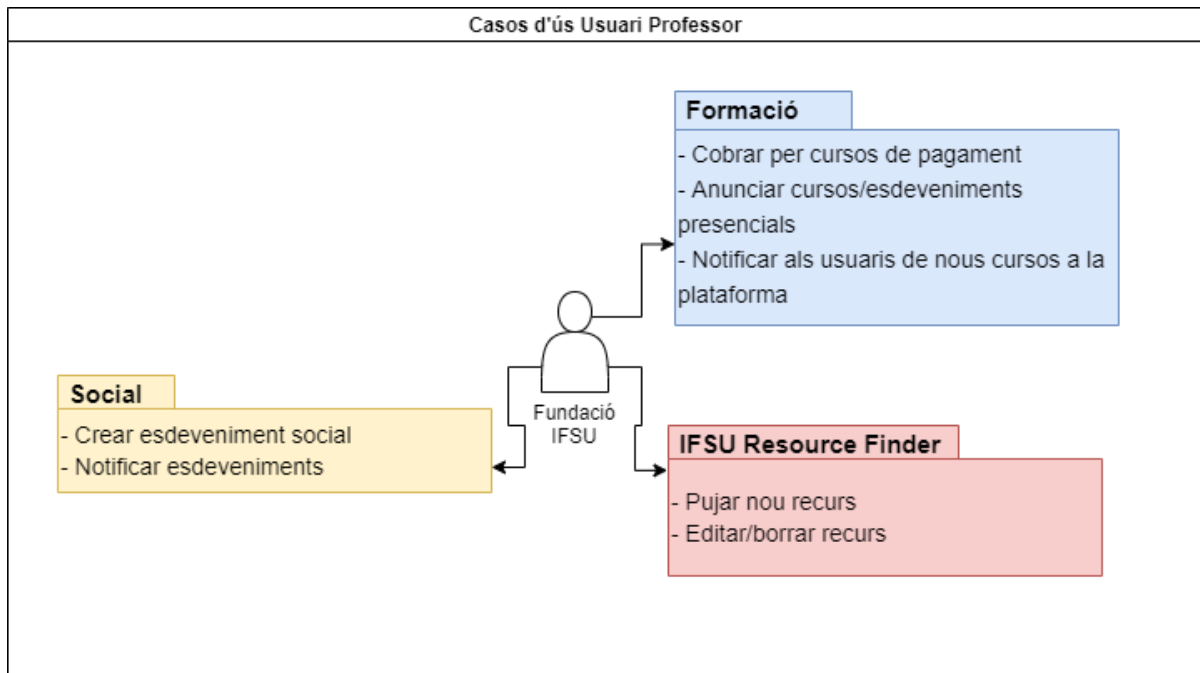 Casos d'ús Usuari Professor
Formació
- Cobrar per cursos de pagament
- Anunciar cursos/esdeveniments
presencials
- Notificar als usuaris de nous cursos a la
plataforma
Social
- Crear esdeveniment social
- Notificar esdeveniments
Fundació
IFSU
IFSU Resource Finder
- Pujar nou recurs
- Editar/borrar recurs